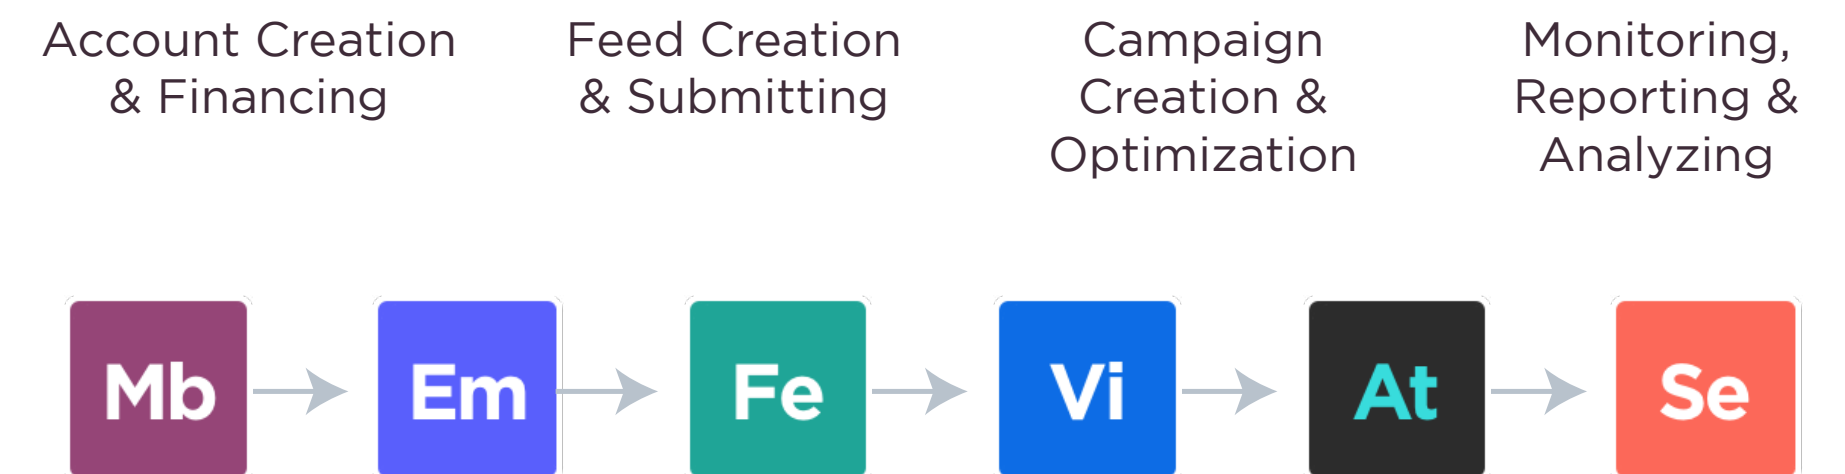 Account Creation
& Financing
Feed Creation
& Submitting
Campaign
Creation &
Optimization
Monitoring,
Reporting &
Analyzing
Mb
Em
Fe
Vi
At
Se